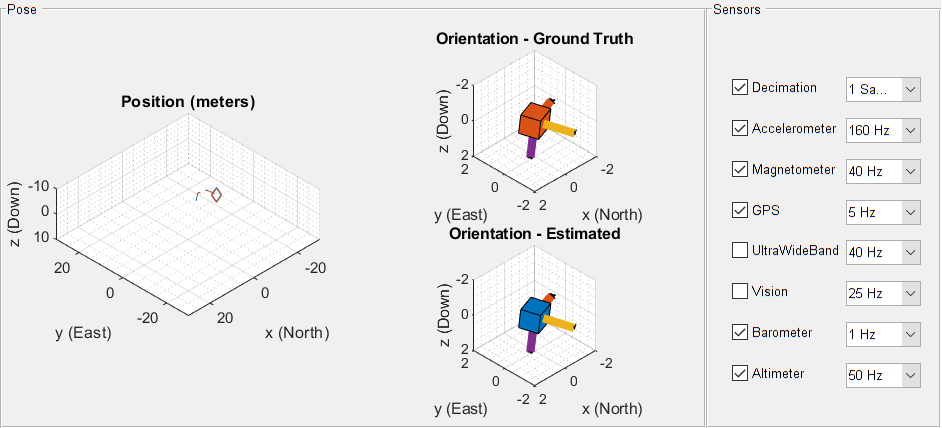 Pose
Position (meters)
z (Down)
-10
0
10
20
0
-20
y (East)
20
0
-20
x (North)
Orientation - Ground Truth
z (Down)
-2
0
2
2
0
-2
y (East)
2
0
-2
x (North)
Orientation - Estimated
z (Down)
-2
0
2
2
0
-2
y (East)
2
0
-2
x (North)
Sensors
Decimation 1 Sa...
Accelerometer 160 Hz
Magnetometer 40 Hz
GPS 5 Hz
UltraWideBand 40 Hz
Vision 25 Hz
Barometer 1 Hz
Altimeter 50 Hz